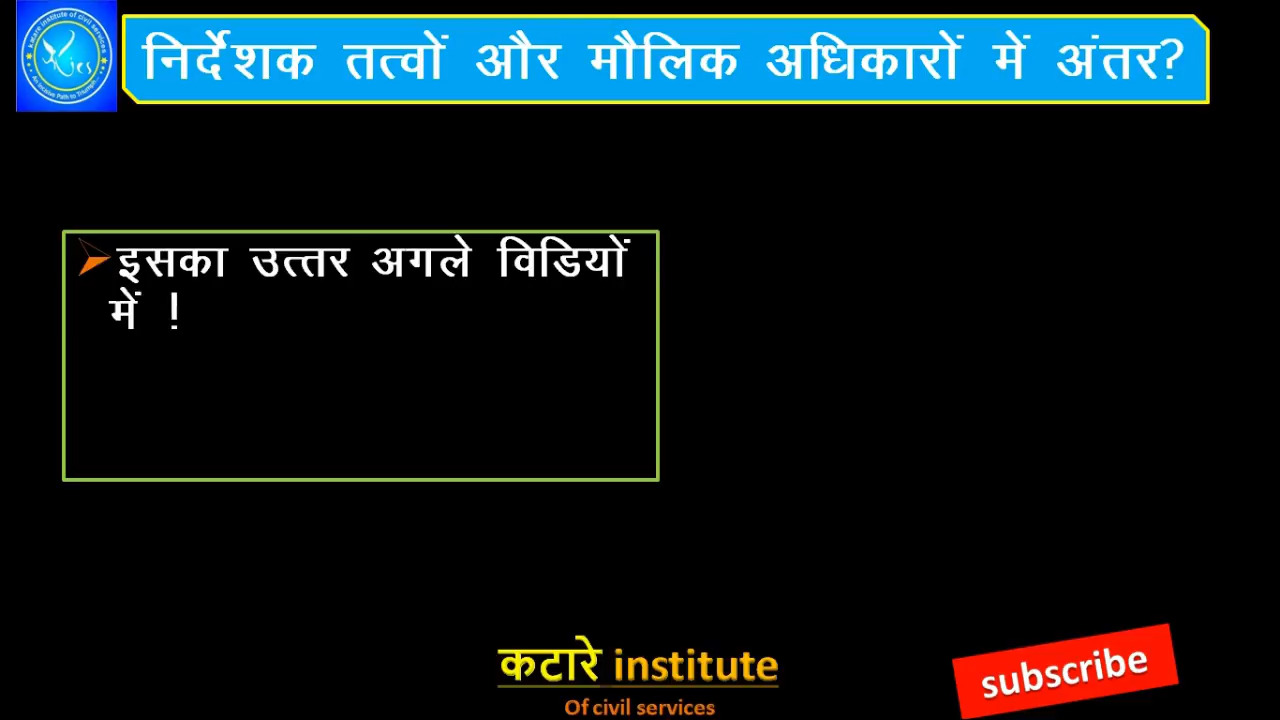 निर्देशक तत्वों और मौलिक अधिकारों में अंतर?
इसका उत्तर अगले विडियों
में !
कटारे institute
Of civil services
subscribe